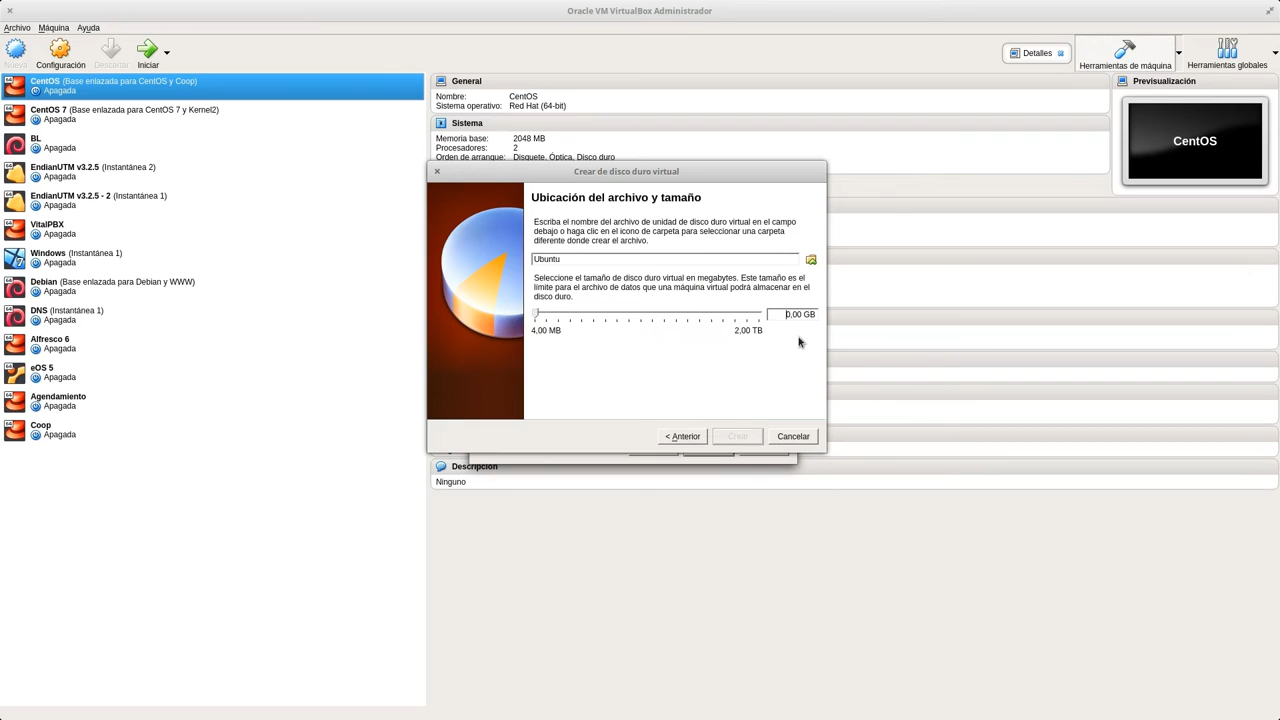 Oracle VM VirtualBox Administrador
Archivo Máquina Ayuda
Nueva Configuración Descartar Iniciar
Detalles Herramientas de máquina Herramientas globales
CentOS (Base enlazada para CentOS y Coop)
Apagada
CentOS 7 (Base enlazada para CentOS 7 y Kernel2)
Apagada
BL
Apagada
EndianUTM v3.2.5 (Instantánea 2)
Apagada
EndianUTM v3.2.5 - 2 (Instantánea 1)
Apagada
VitalPBX
Apagada
Windows (Instantánea 1)
Apagada
Debian (Base enlazada para Debian y WWW)
Apagada
DNS (Instantánea 1)
Apagada
Alfresco 6
Apagada
eOS 5
Apagada
Agendamiento
Apagada
Coop
Apagada
General
Nombre: CentOS
Sistema operativo: Red Hat (64-bit)
Sistema
Memoria base: 2048 MB
Procesadores: 2
Orden de arranque: Disquete, Óptica, Disco duro
Previsualización
CentOS
Crear de disco duro virtual
Ubicación del archivo y tamaño
Escriba el nombre del archivo de unidad de disco duro virtual en el campo
debajo o haga clic en el icono de carpeta para seleccionar una carpeta
diferente donde crear el archivo.
Ubuntu
Seleccione el tamaño de disco duro virtual en megabytes. Este tamaño es el
límite para el archivo de datos que una máquina virtual podrá almacenar en el
disco duro.
0,00 GB
4,00 MB 2,00 TB
< Anterior Crear Cancelar
Descripción
Ninguno